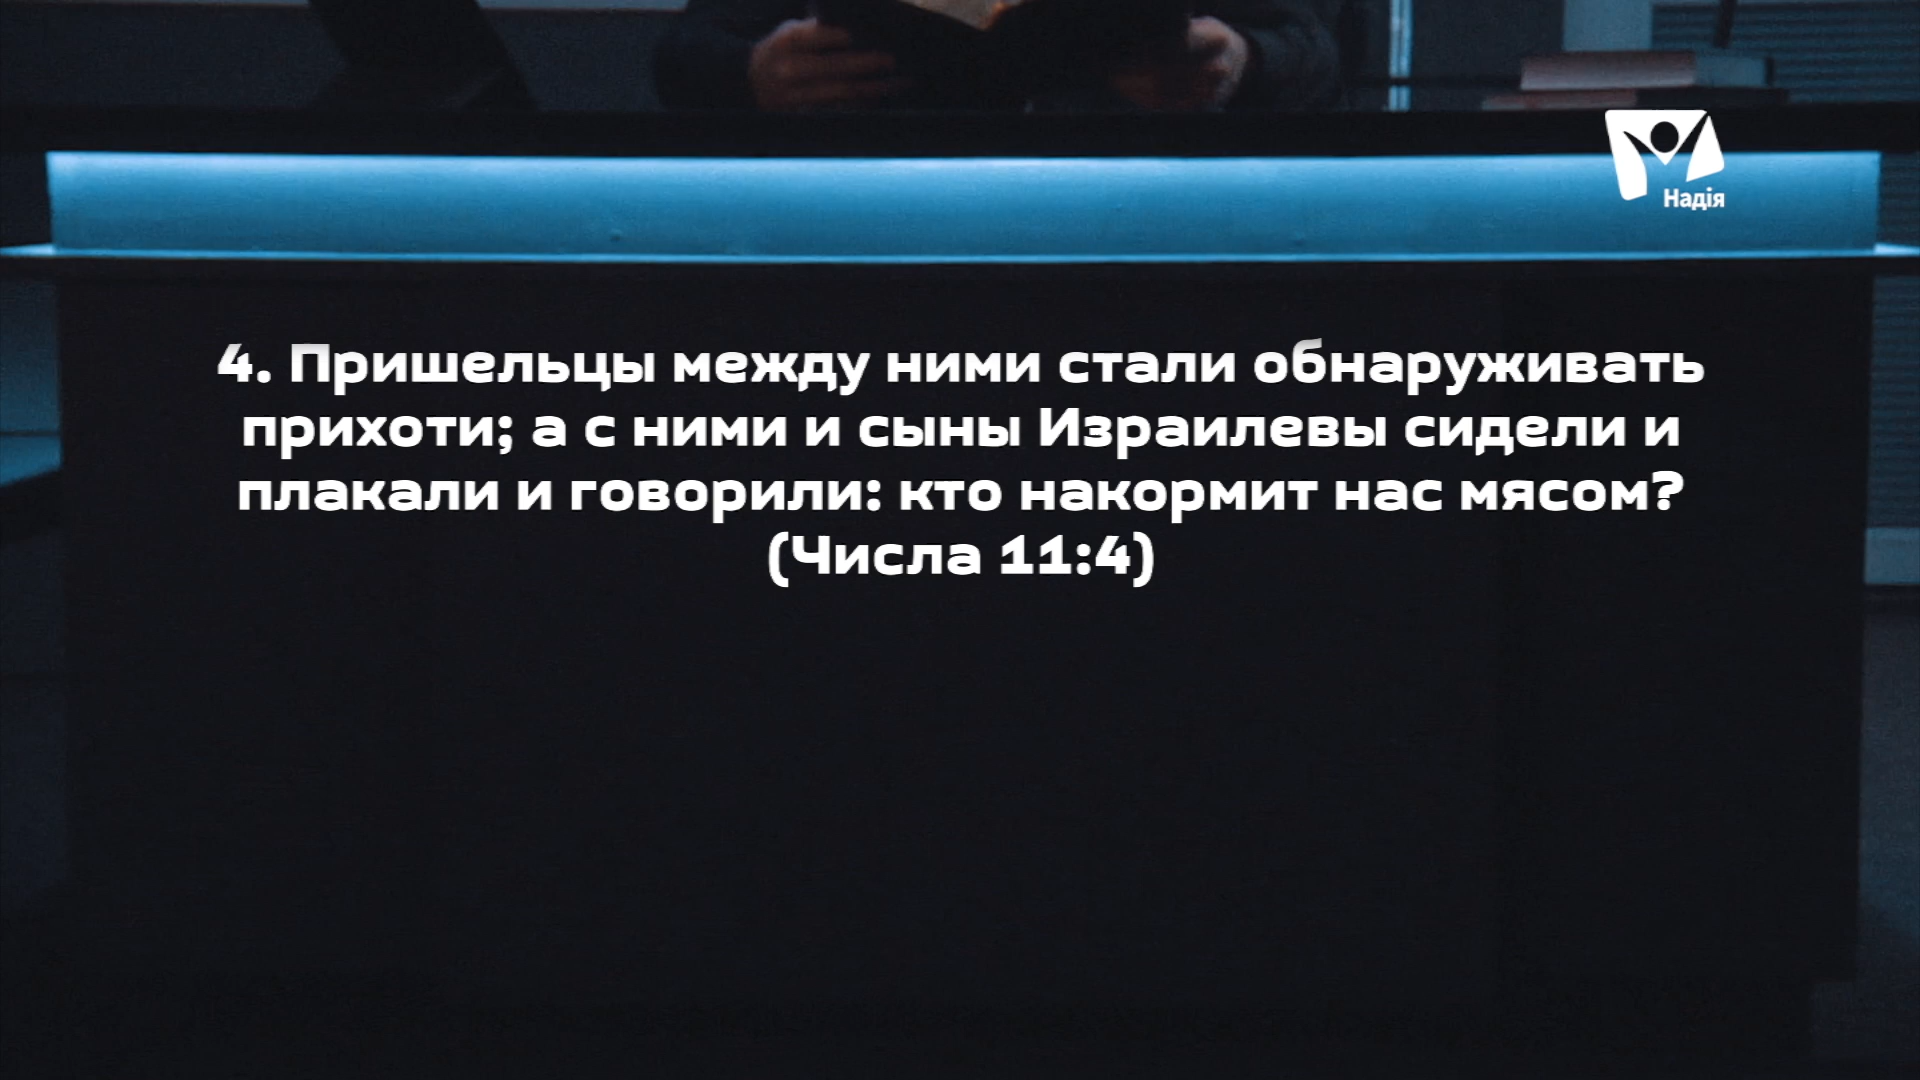 Надія
4. Пришельцы между ними стали обнаруживать
прихоти; а с ними и сыны Израилевы сидели и
плакали и говорили: кто накормит нас мясом?
(Числа 11:4)